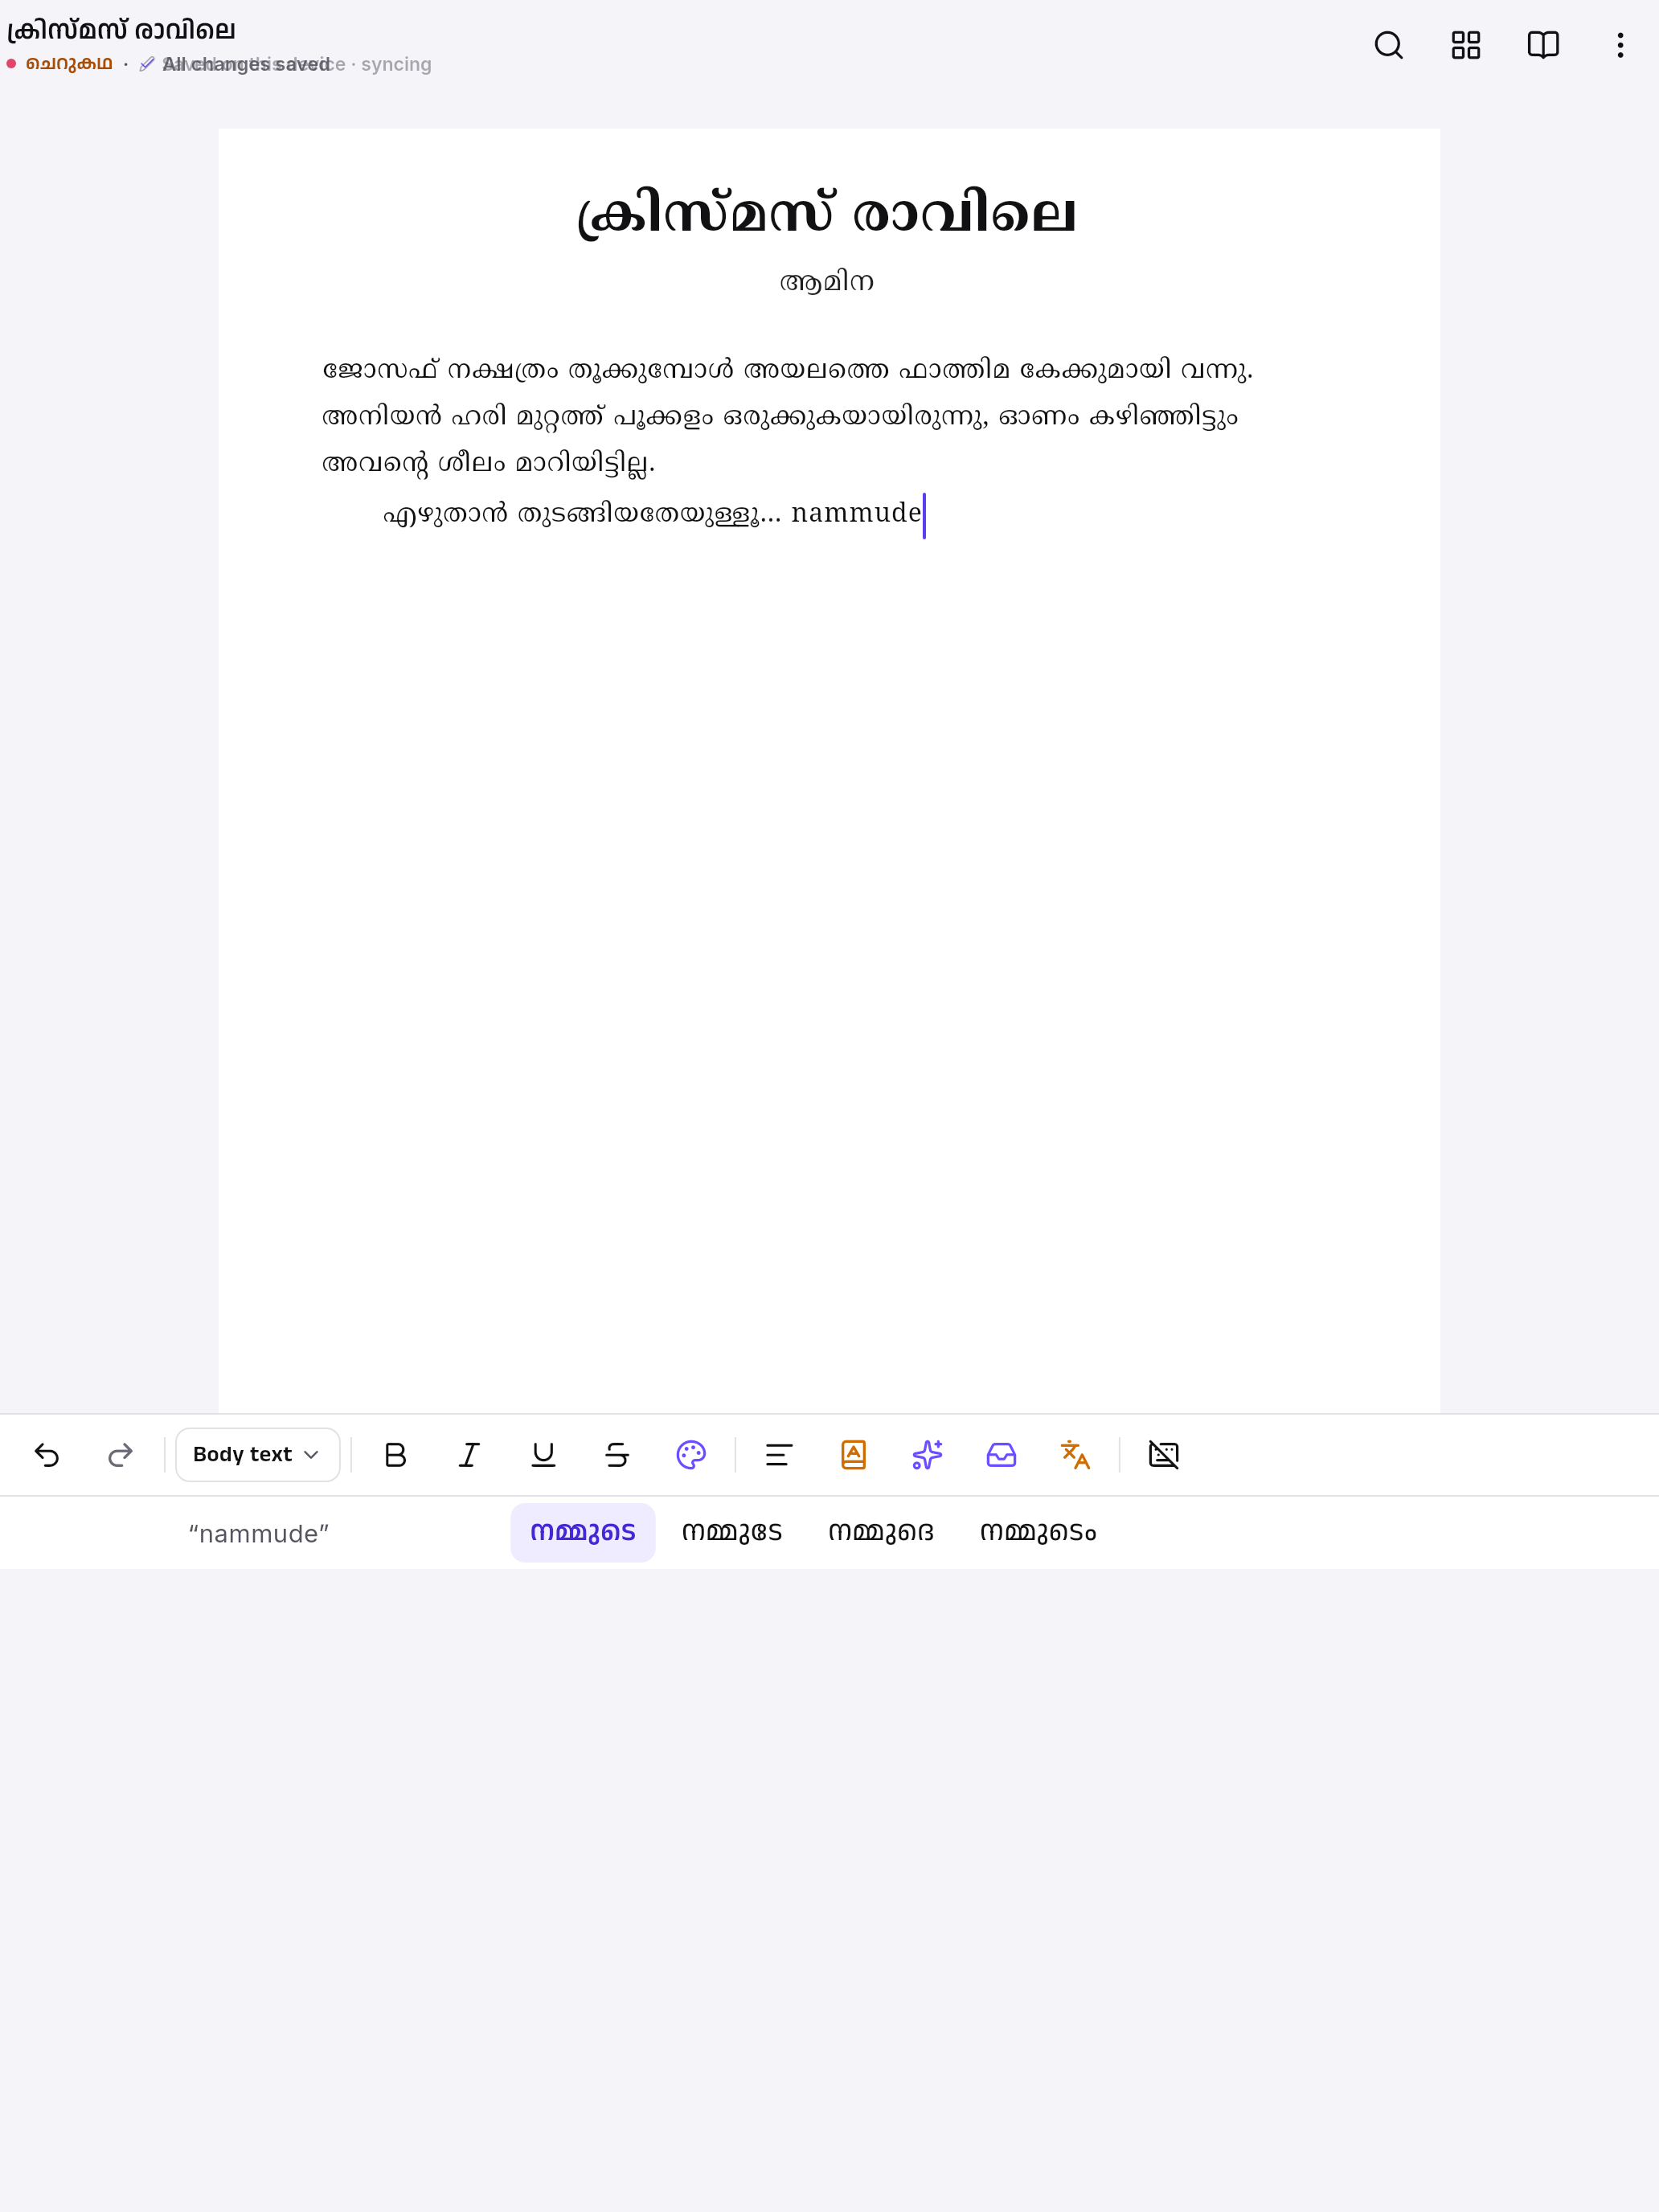 ക്രിസ്മസ് രാവിലെ
ചെറുകഥ · All changes saved · syncing
ക്രിസ്മസ് രാവിലെ
ആമിന
ജോസഫ് നക്ഷത്രം തൂക്കുമ്പോൾ അയലത്തെ ഫാത്തിമ കേക്കുമായി വന്നു.
അനിയൻ ഹരി മുറ്റത്ത് പൂക്കളം ഒരുക്കുകയായിരുന്നു, ഓണം കഴിഞ്ഞിട്ടും
അവന്റെ ശീലം മാറിയിട്ടില്ല.
എഴുതാൻ തുടങ്ങിയതേയുള്ളൂ... nammude
Body text
“nammude” നമ്മുടെ നമ്മുടേ നമ്മുദെ നമ്മുടെം